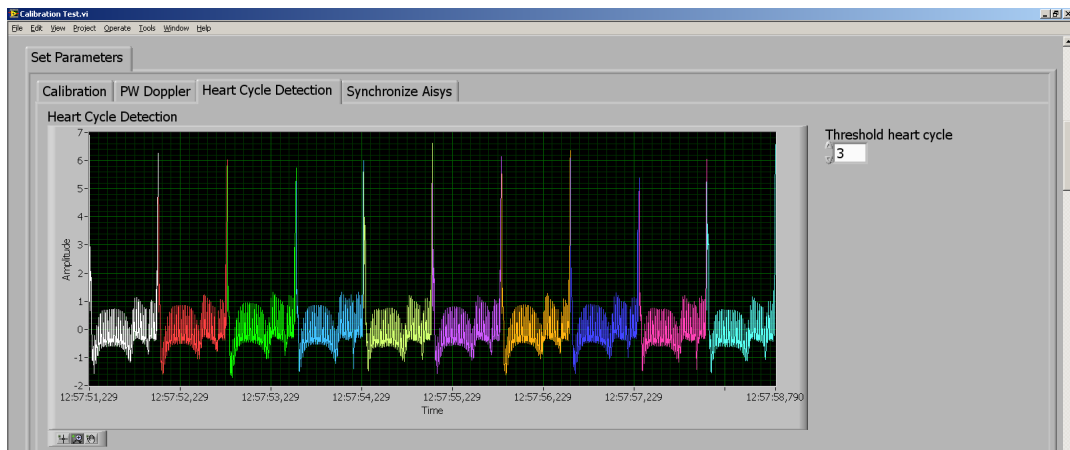 Calibration Test.vi
File Edit View Project Operate Tools Window Help
Set Parameters
Calibration PW Doppler Heart Cycle Detection Synchronize Aisys
Heart Cycle Detection
Threshold heart cycle
3
7
6
5
4
3
2
1
0
-1
-2
Amplitude
12:57:51,229 12:57:52,229 12:57:53,229 12:57:54,229 12:57:55,229 12:57:56,229 12:57:57,229 12:57:58,790
Time